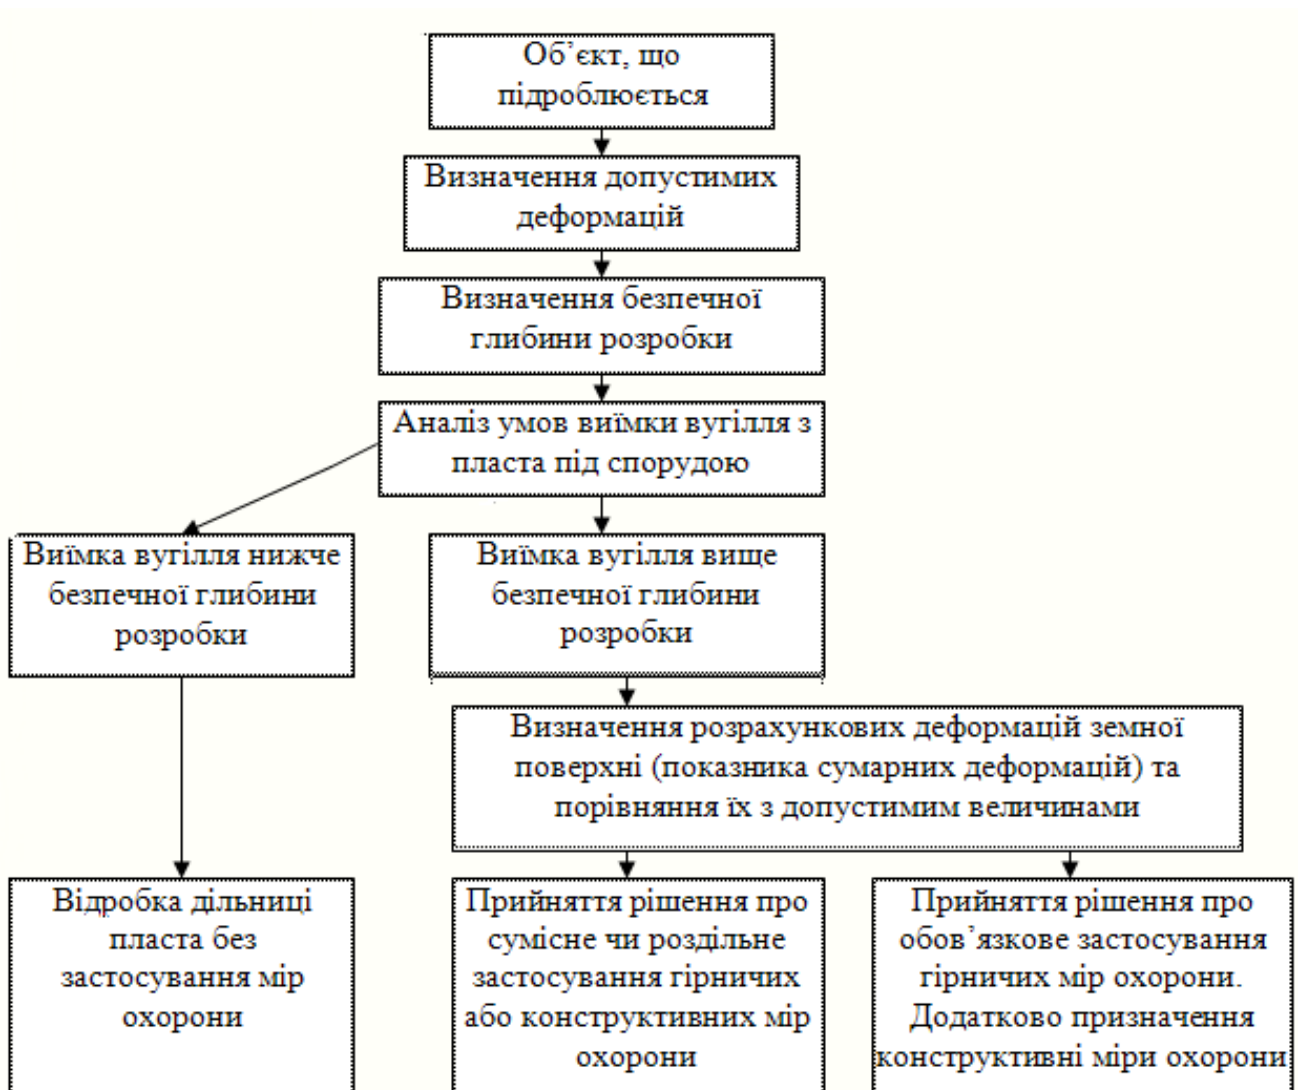 Об’єкт, що
підроблюється
Визначення допустимих
деформацій
Визначення безпечної
глибини розробки
Аналіз умов виїмки вугілля з
пласта під спорудою
Виїмка вугілля нижче
безпечної глибини
розробки
Виїмка вугілля вище
безпечної глибини
розробки
Визначення розрахункових деформацій земної
поверхні (показника сумарних деформацій) та
порівняння їх з допустимим величинами
Відробка дільниці
пласта без
застосування мір
охорони
Прийняття рішення про
сумісне чи роздільне
застосування гірничих
або конструктивних мір
охорони
Прийняття рішення про
обов’язкове застосування
гірничих мір охорони.
Додатково призначення
конструктивні міри охорони